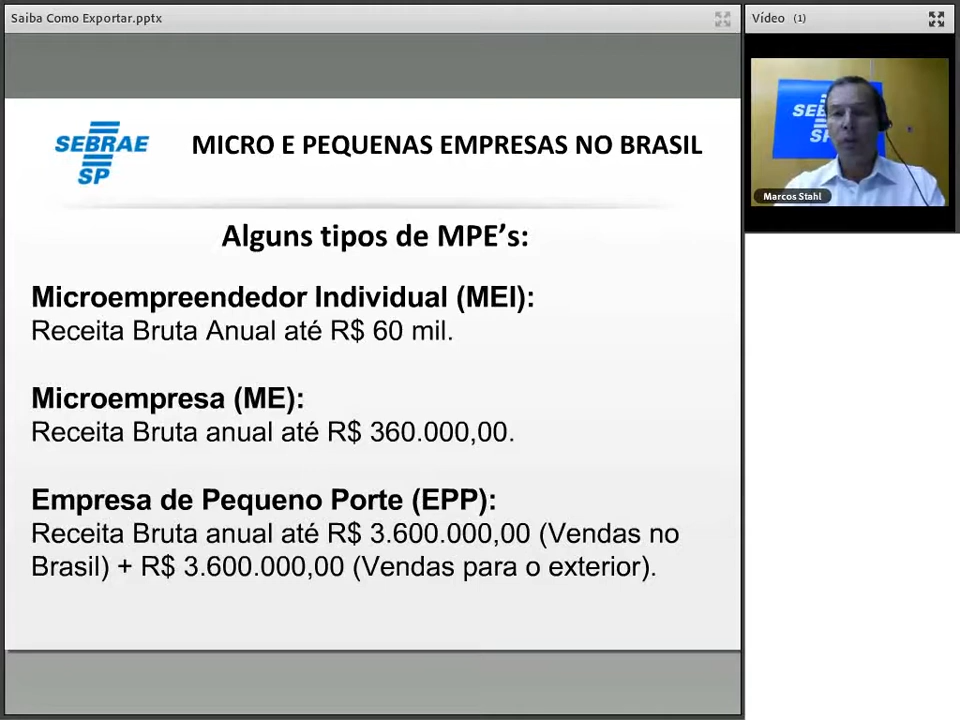 Saiba Como Exportar.pptx
Vídeo (1)
SEBRAE
SP
MICRO E PEQUENAS EMPRESAS NO BRASIL
SP
Marcos Stahl
Alguns tipos de MPE’s:
Microempreendedor Individual (MEI):
Receita Bruta Anual até R$ 60 mil.
Microempresa (ME):
Receita Bruta anual até R$ 360.000,00.
Empresa de Pequeno Porte (EPP):
Receita Bruta anual até R$ 3.600.000,00 (Vendas no
Brasil) + R$ 3.600.000,00 (Vendas para o exterior).